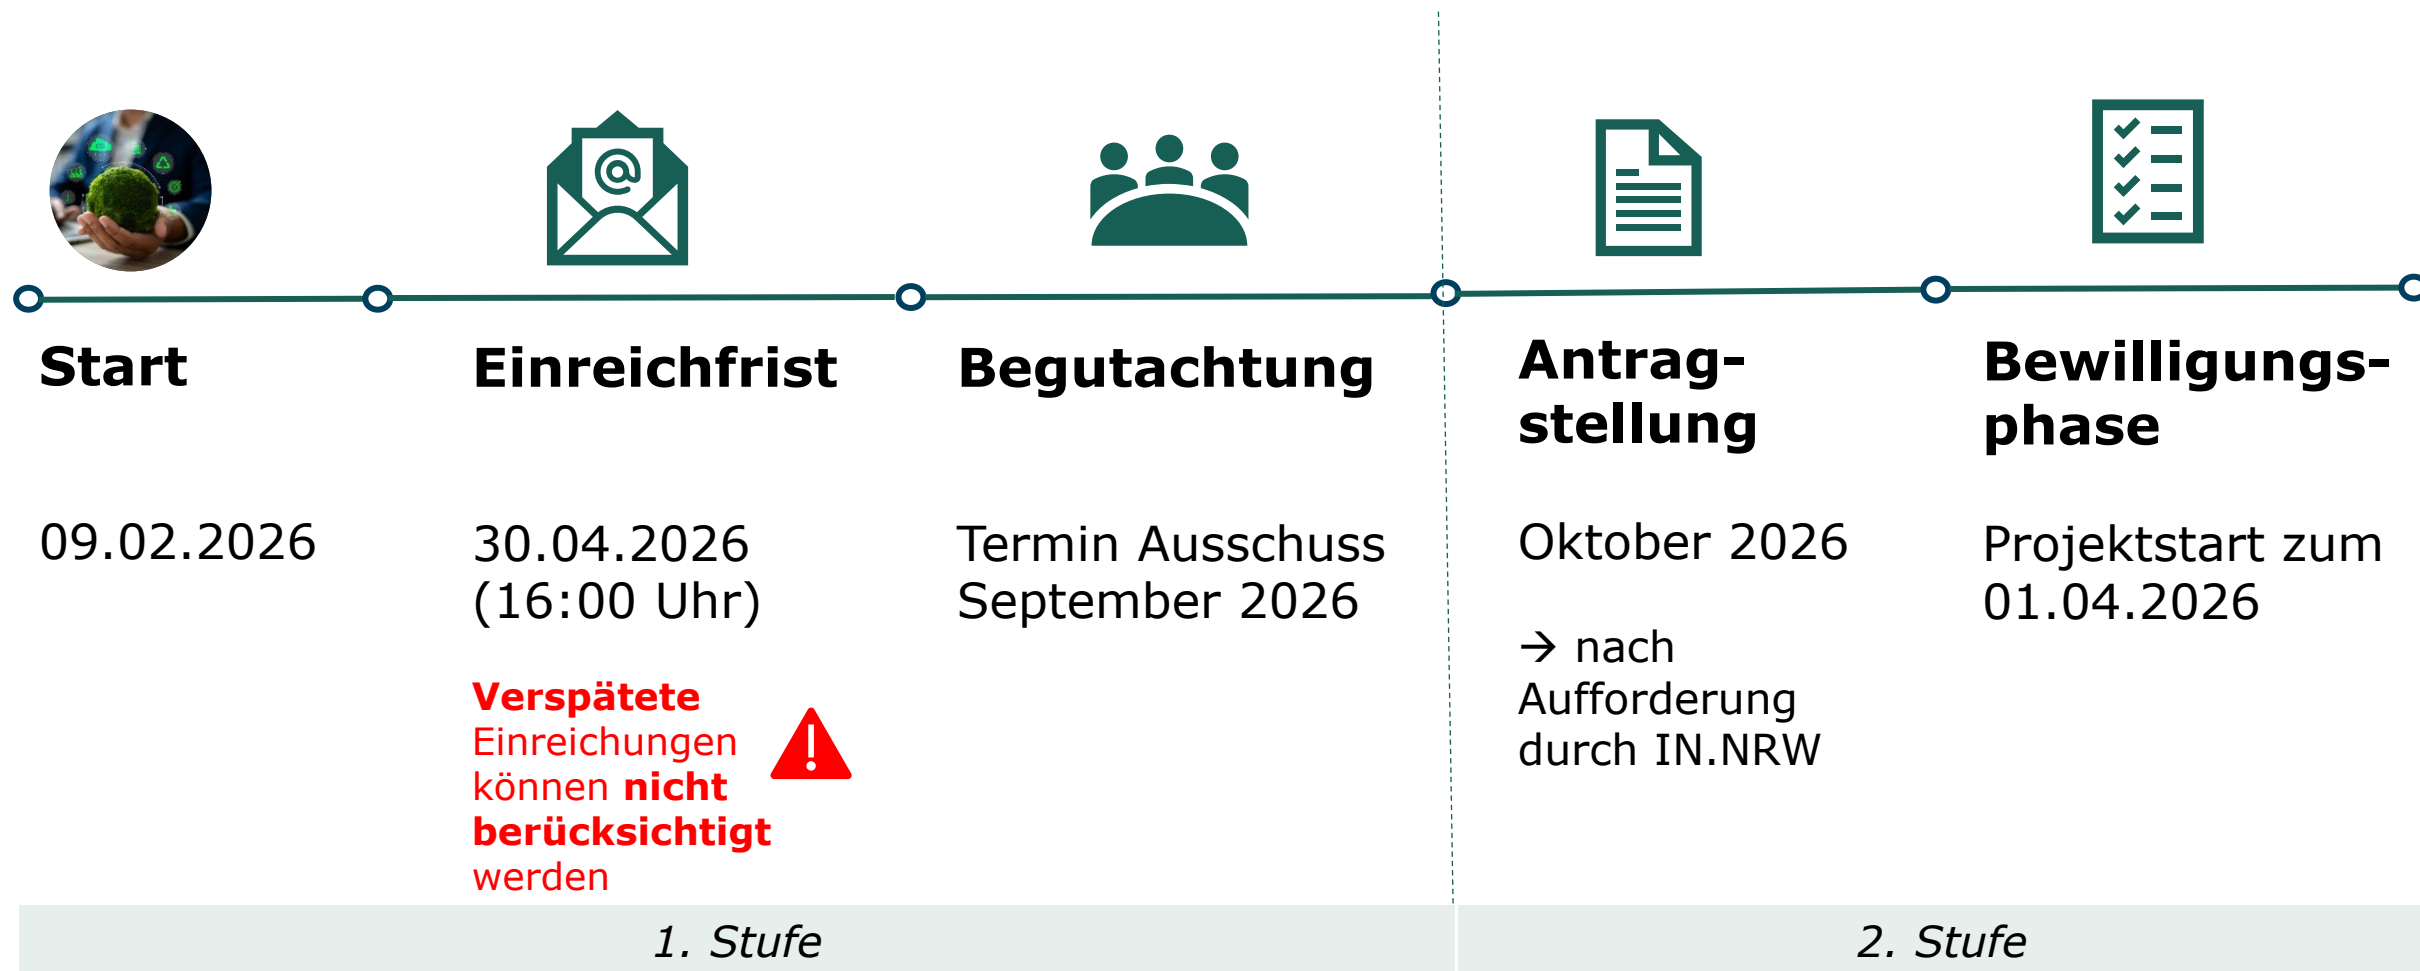 Start
09.02.2026
Einreichfrist
30.04.2026
(16:00 Uhr)
Verspätete
Einreichungen
können nicht
berücksichtigt
werden
Begutachtung
Termin Ausschuss
September 2026
Antrag-
stellung
Oktober 2026
→ nach
Aufforderung
durch IN.NRW
Bewilligungs-
phase
Projektstart zum
01.04.2026
1. Stufe
2. Stufe